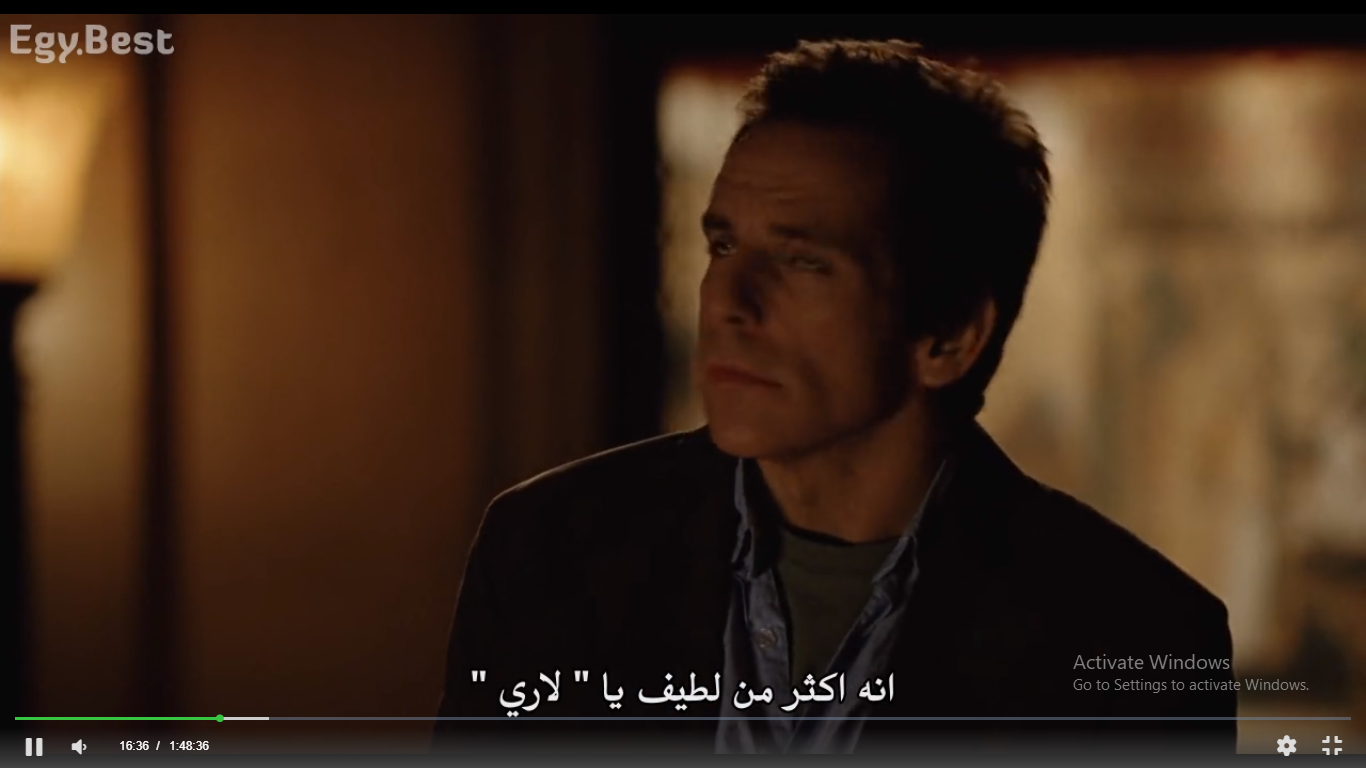 Egy.Best
انه اكثر من لطيف يا " لاري "
Activate Windows
Go to Settings to activate Windows.
16:36 / 1:48:36